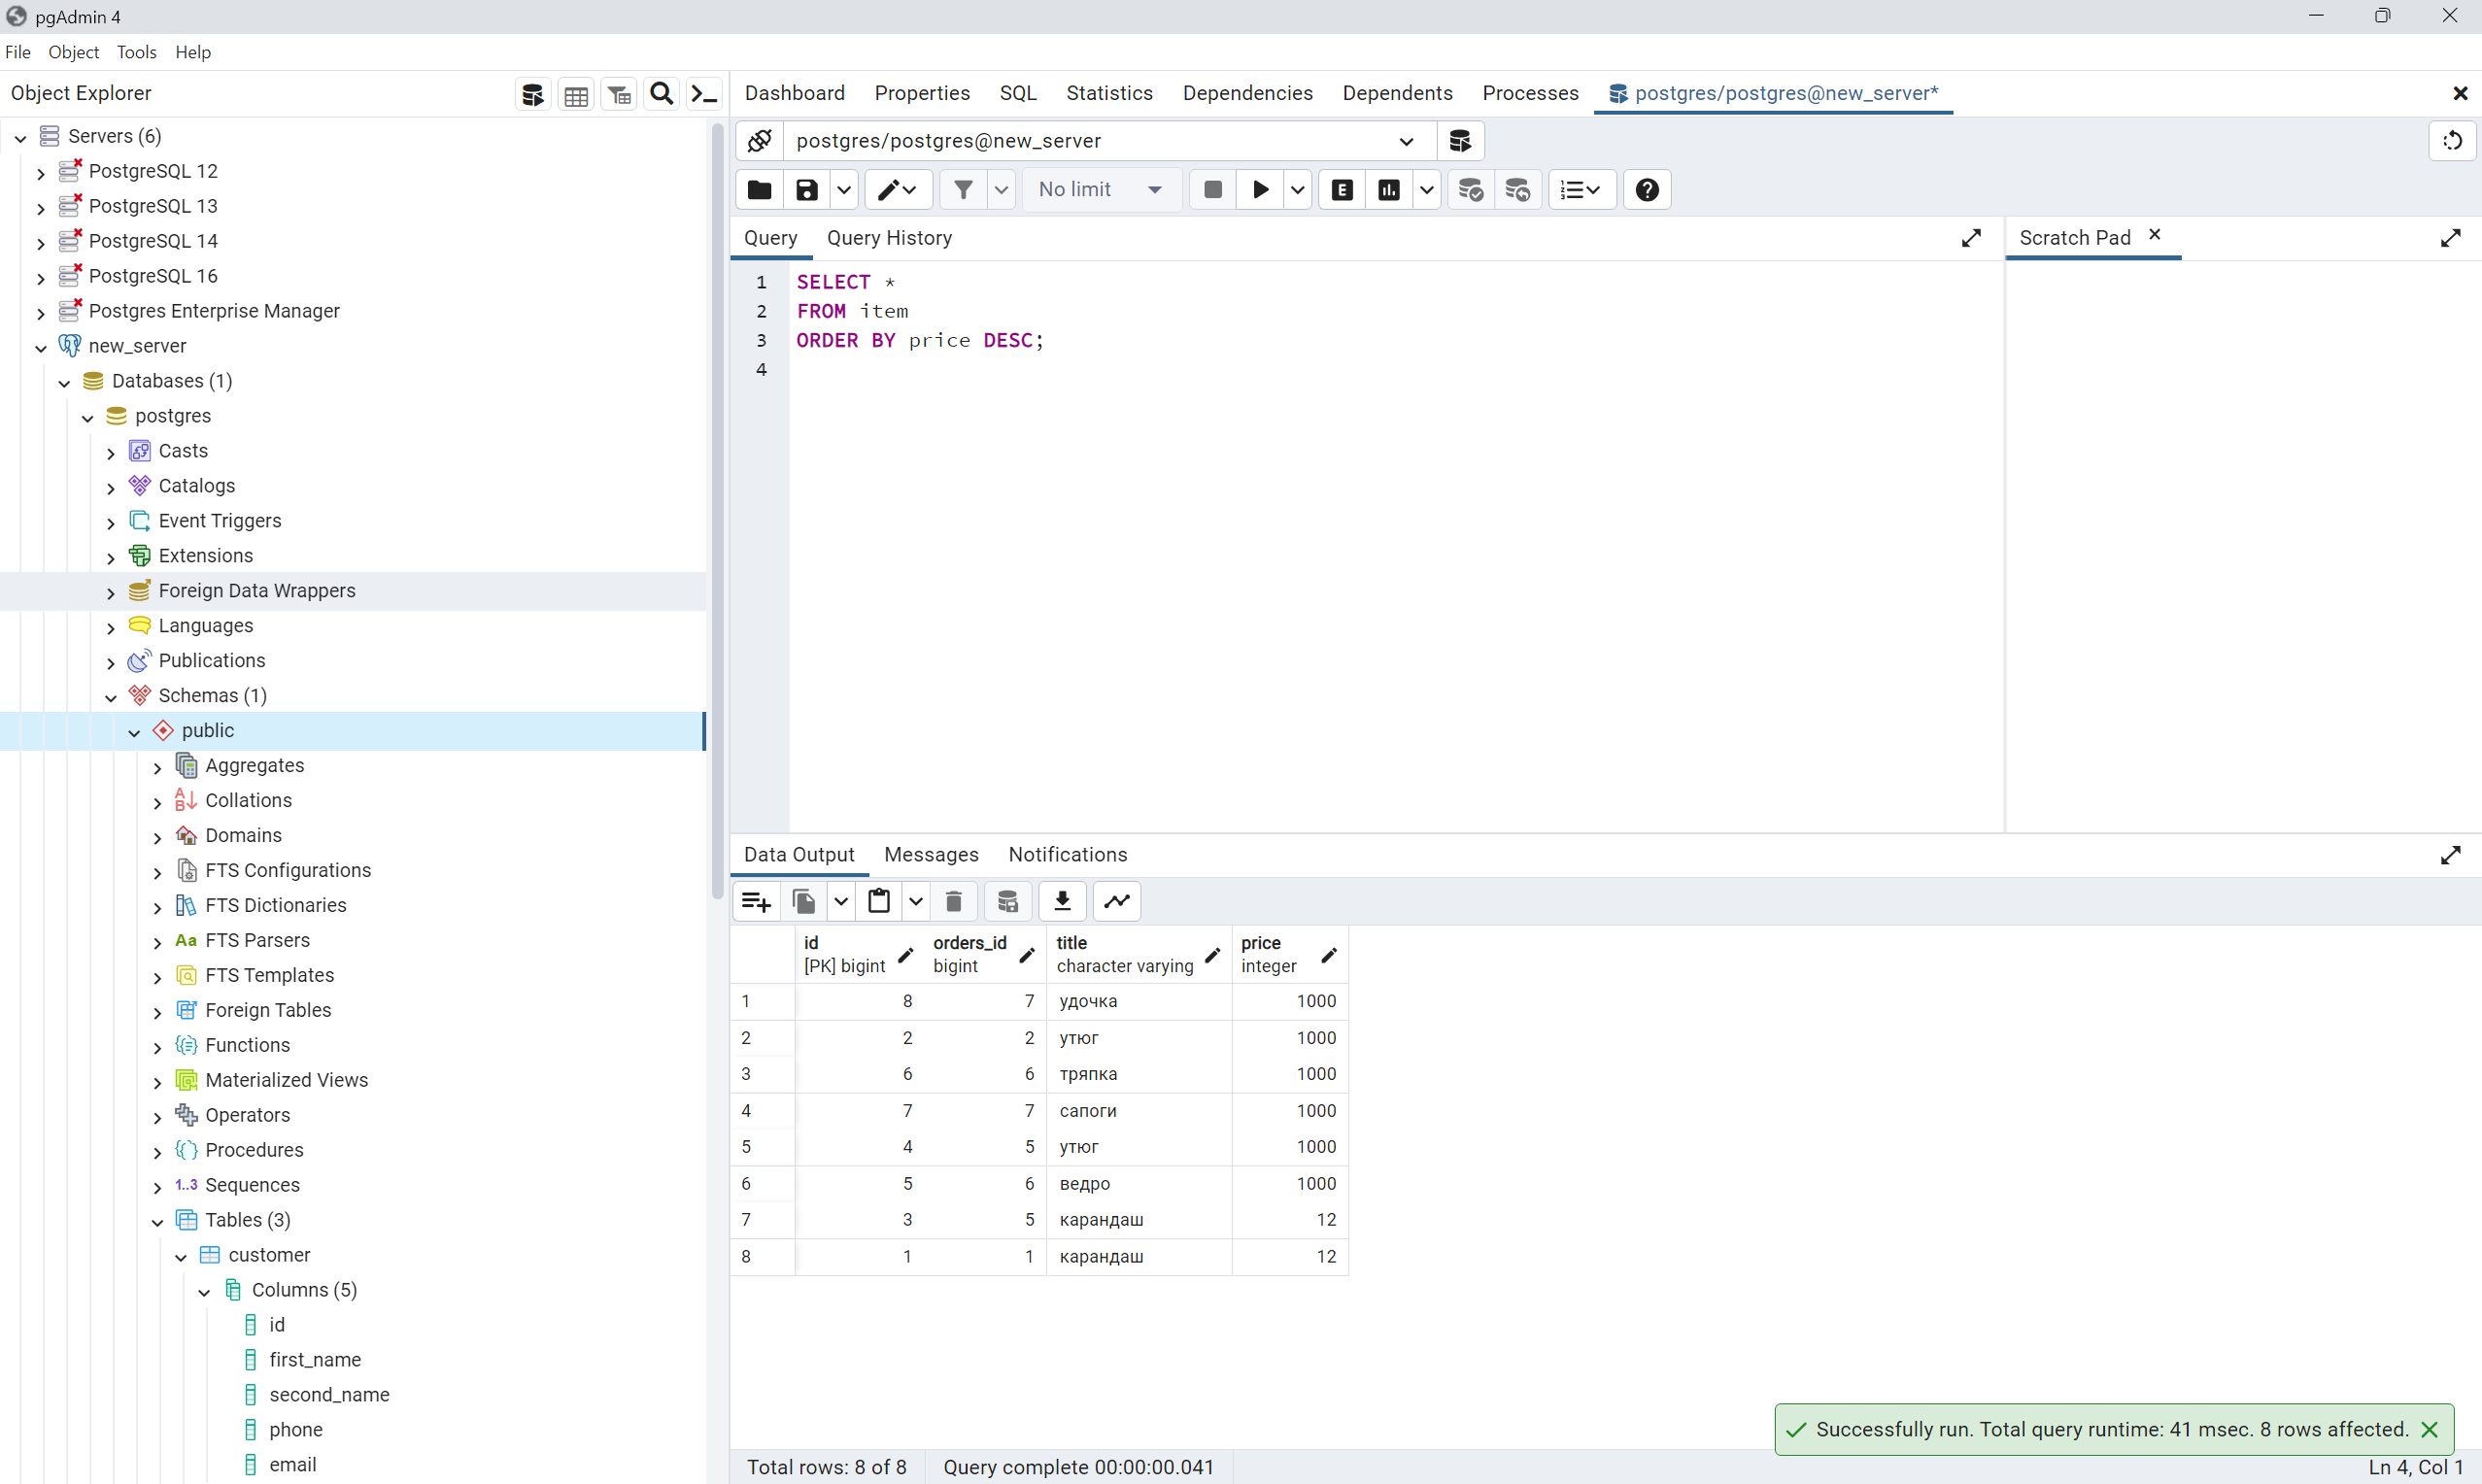 pgAdmin 4
File Object Tools Help
Object Explorer
Servers (6)
PostgreSQL 12
PostgreSQL 13
PostgreSQL 14
PostgreSQL 16
Postgres Enterprise Manager
new_server
Databases (1)
postgres
Casts
Catalogs
Event Triggers
Extensions
Foreign Data Wrappers
Languages
Publications
Schemas (1)
public
Aggregates
Collations
Domains
FTS Configurations
FTS Dictionaries
Aa FTS Parsers
FTS Templates
Foreign Tables
Functions
Materialized Views
Operators
Procedures
1..3 Sequences
Tables (3)
customer
Columns (5)
id
first_name
second_name
phone
email
Dashboard Properties SQL Statistics Dependencies Dependents Processes postgres/postgres@new_server*
postgres/postgres@new_server
No limit E
Query Query History
1 SELECT *
2 FROM item
3 ORDER BY price DESC;
4
Scratch Pad
Data Output Messages Notifications
id orders_id title price
[PK] bigint bigint character varying integer
1 8 7 удочка 1000
2 2 2 утюг 1000
3 6 6 тряпка 1000
4 7 7 сапоги 1000
5 4 5 утюг 1000
6 5 6 ведро 1000
7 3 5 карандаш 12
8 1 1 карандаш 12
Successfully run. Total query runtime: 41 msec. 8 rows affected.
Total rows: 8 of 8 Query complete 00:00:00.041 Ln 4, Col 1